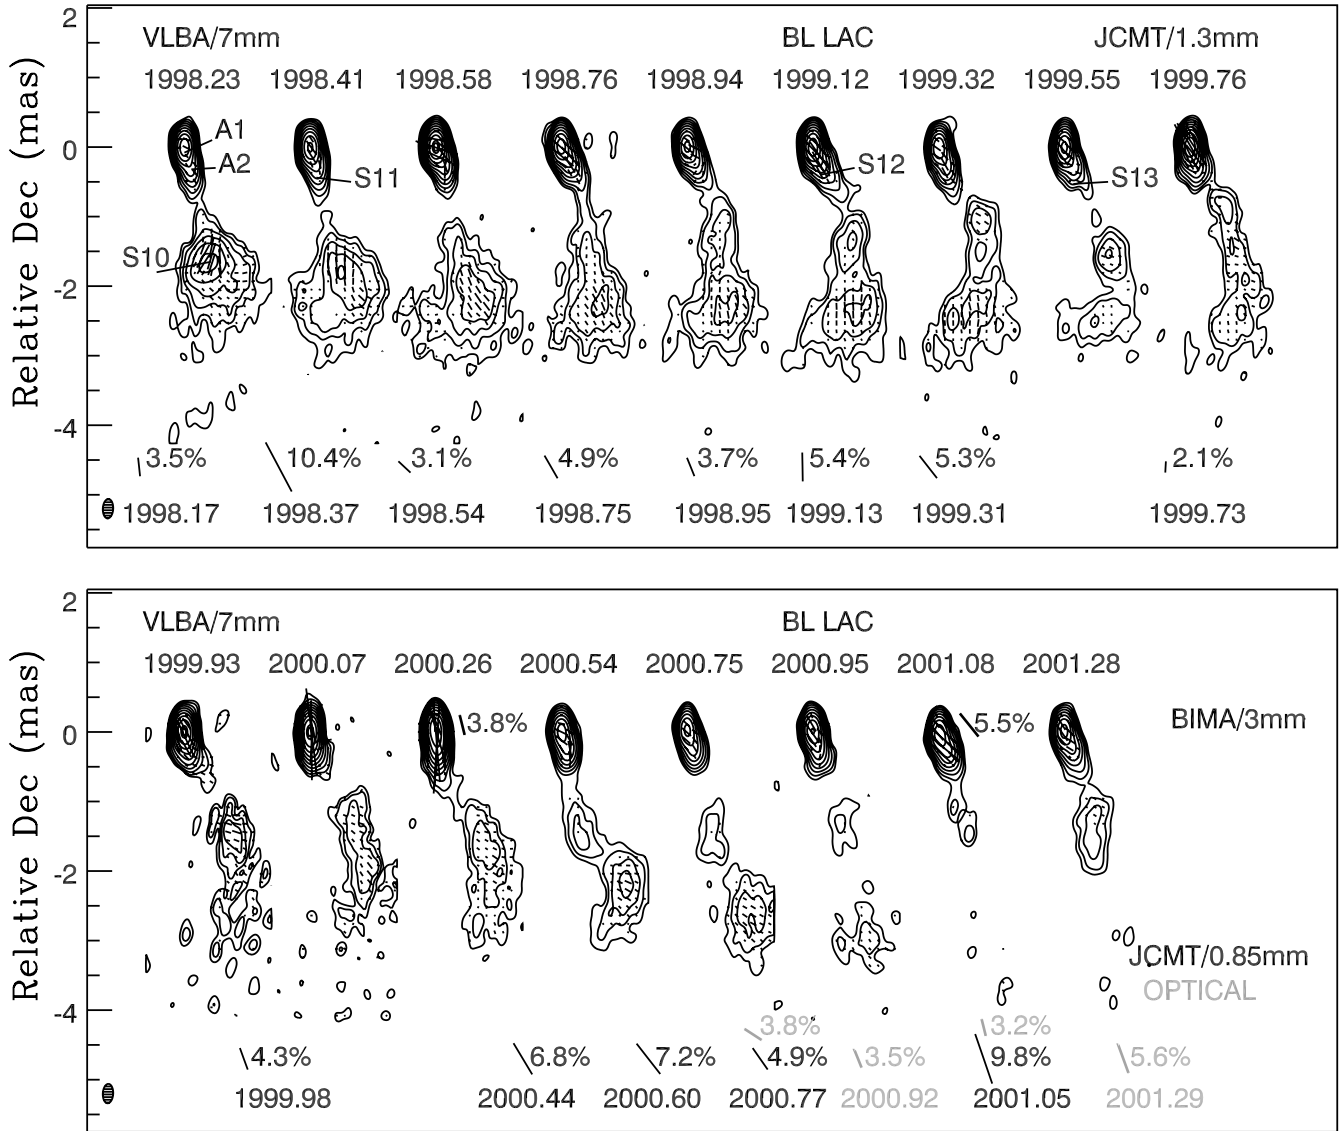 2
VLBA/7mm BL LAC JCMT/1.3mm
1998.23 1998.41 1998.58 1998.76 1998.94 1999.12 1999.32 1999.55 1999.76
A1
0
A2
S11
S12
S13
Relative Dec (mas)
S10
-2
-4
3.5% 10.4% 3.1% 4.9% 3.7% 5.4% 5.3% 2.1%
1998.17 1998.37 1998.54 1998.75 1998.95 1999.13 1999.31 1999.73
2
VLBA/7mm BL LAC
1999.93 2000.07 2000.26 2000.54 2000.75 2000.95 2001.08 2001.28
0
3.8% 5.5% BIMA/3mm
Relative Dec (mas)
-2
JCMT/0.85mm
OPTICAL
-4
3.8% 3.2%
4.3% 6.8% 7.2% 4.9% 3.5% 9.8% 5.6%
1999.98 2000.44 2000.60 2000.77 2000.92 2001.05 2001.29